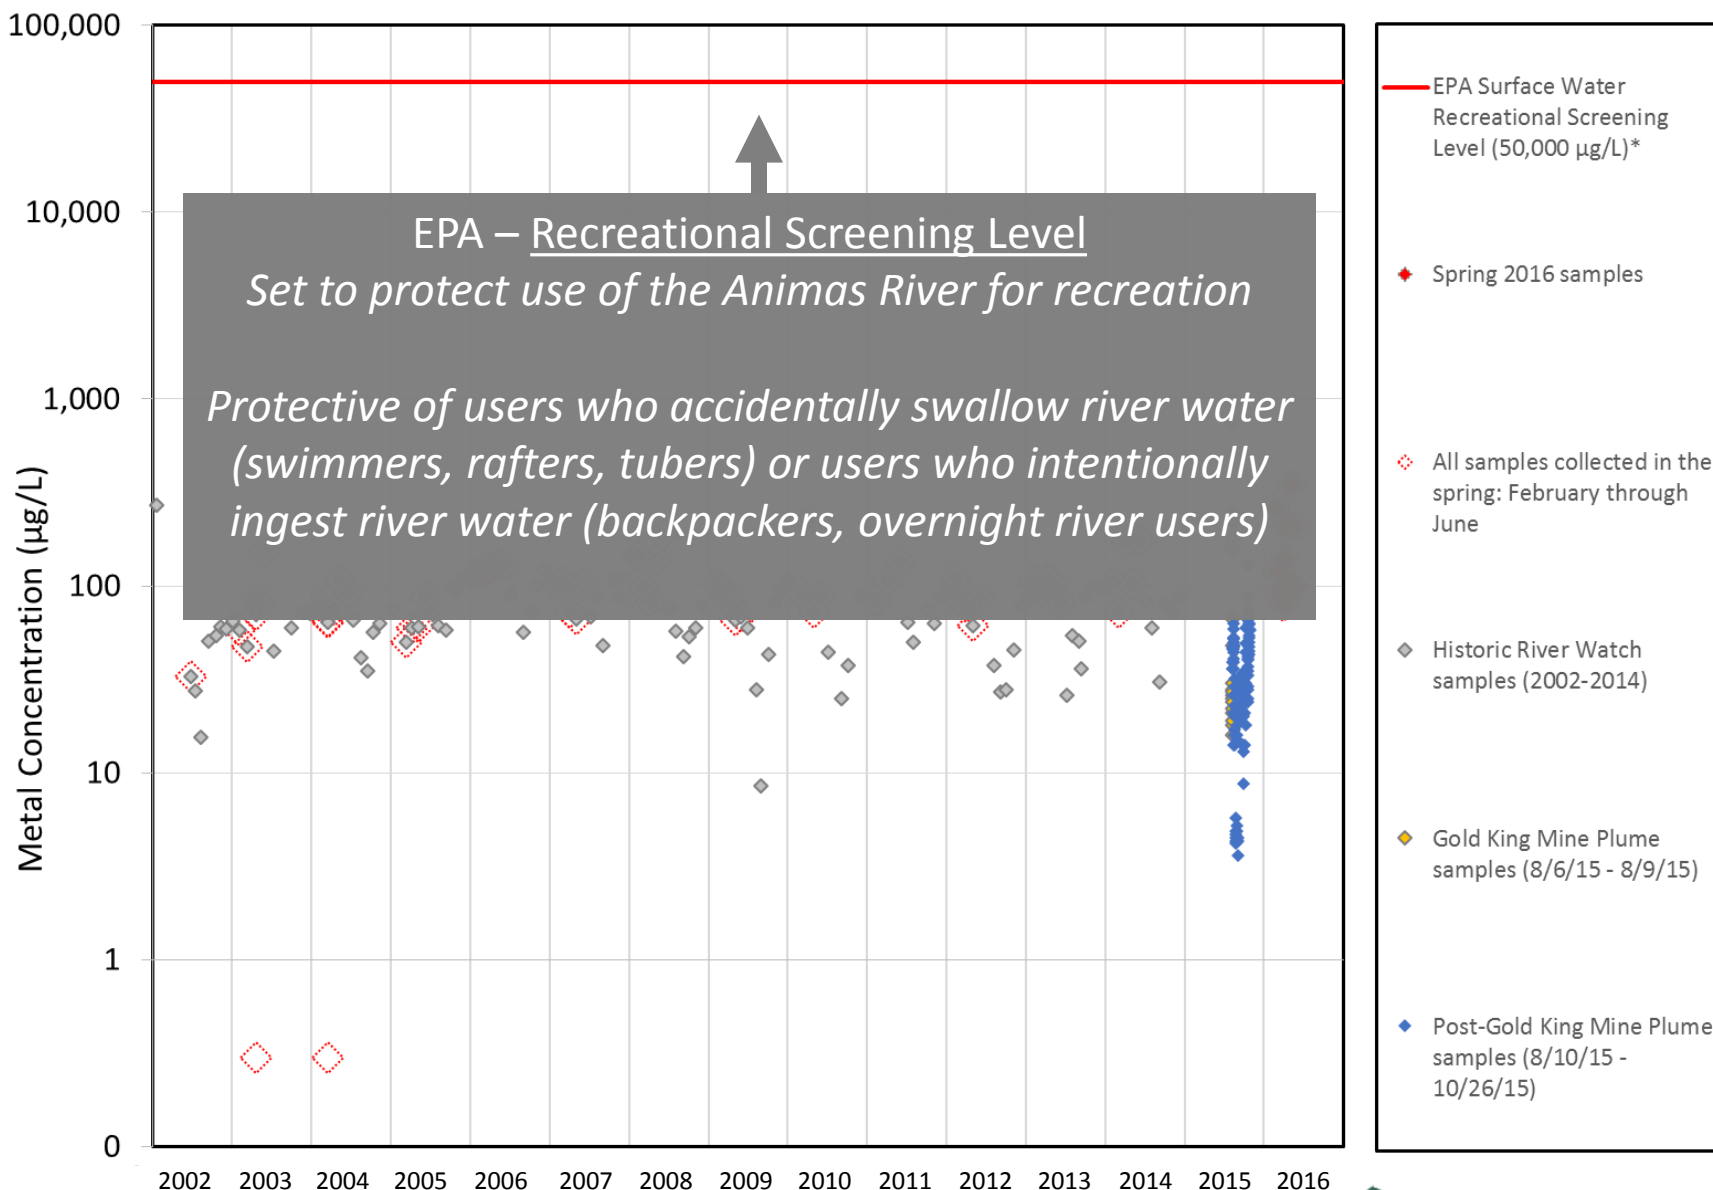 100,000
10,000
1,000
100
10
1
0
Metal Concentration (µg/L)
EPA – Recreational Screening Level
Set to protect use of the Animas River for recreation
Protective of users who accidentally swallow river water
(swimmers, rafters, tubers) or users who intentionally
ingest river water (backpackers, overnight river users)
2002 2003 2004 2005 2006 2007 2008 2009 2010 2011 2012 2013 2014 2015 2016
EPA Surface Water
Recreational Screening
Level (50,000 µg/L)*
Spring 2016 samples
All samples collected in the
spring: February through
June
Historic River Watch
samples (2002-2014)
Gold King Mine Plume
samples (8/6/15 - 8/9/15)
Post-Gold King Mine Plume
samples (8/10/15 -
10/26/15)